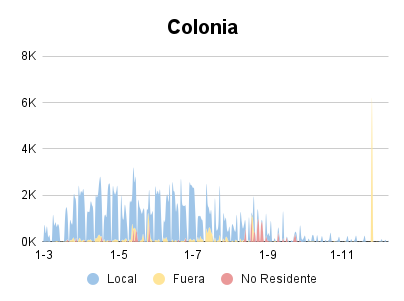 Colonia
8K
6K
4K
2K
0K
1-3 1-5 1-7 1-9 1-11
Local Fuera No Residente